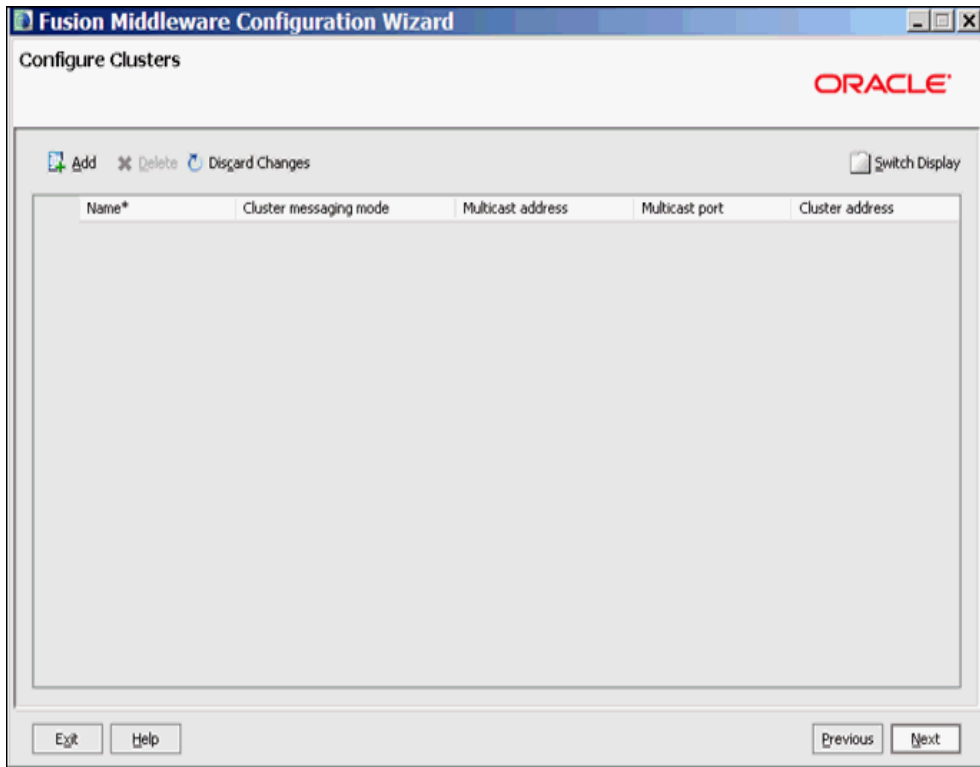 Fusion Middleware Configuration Wizard
Configure Clusters
ORACLE
Add Delete Discard Changes Switch Display
Name* Cluster messaging mode Multicast address Multicast port Cluster address
Exit Help Previous Next